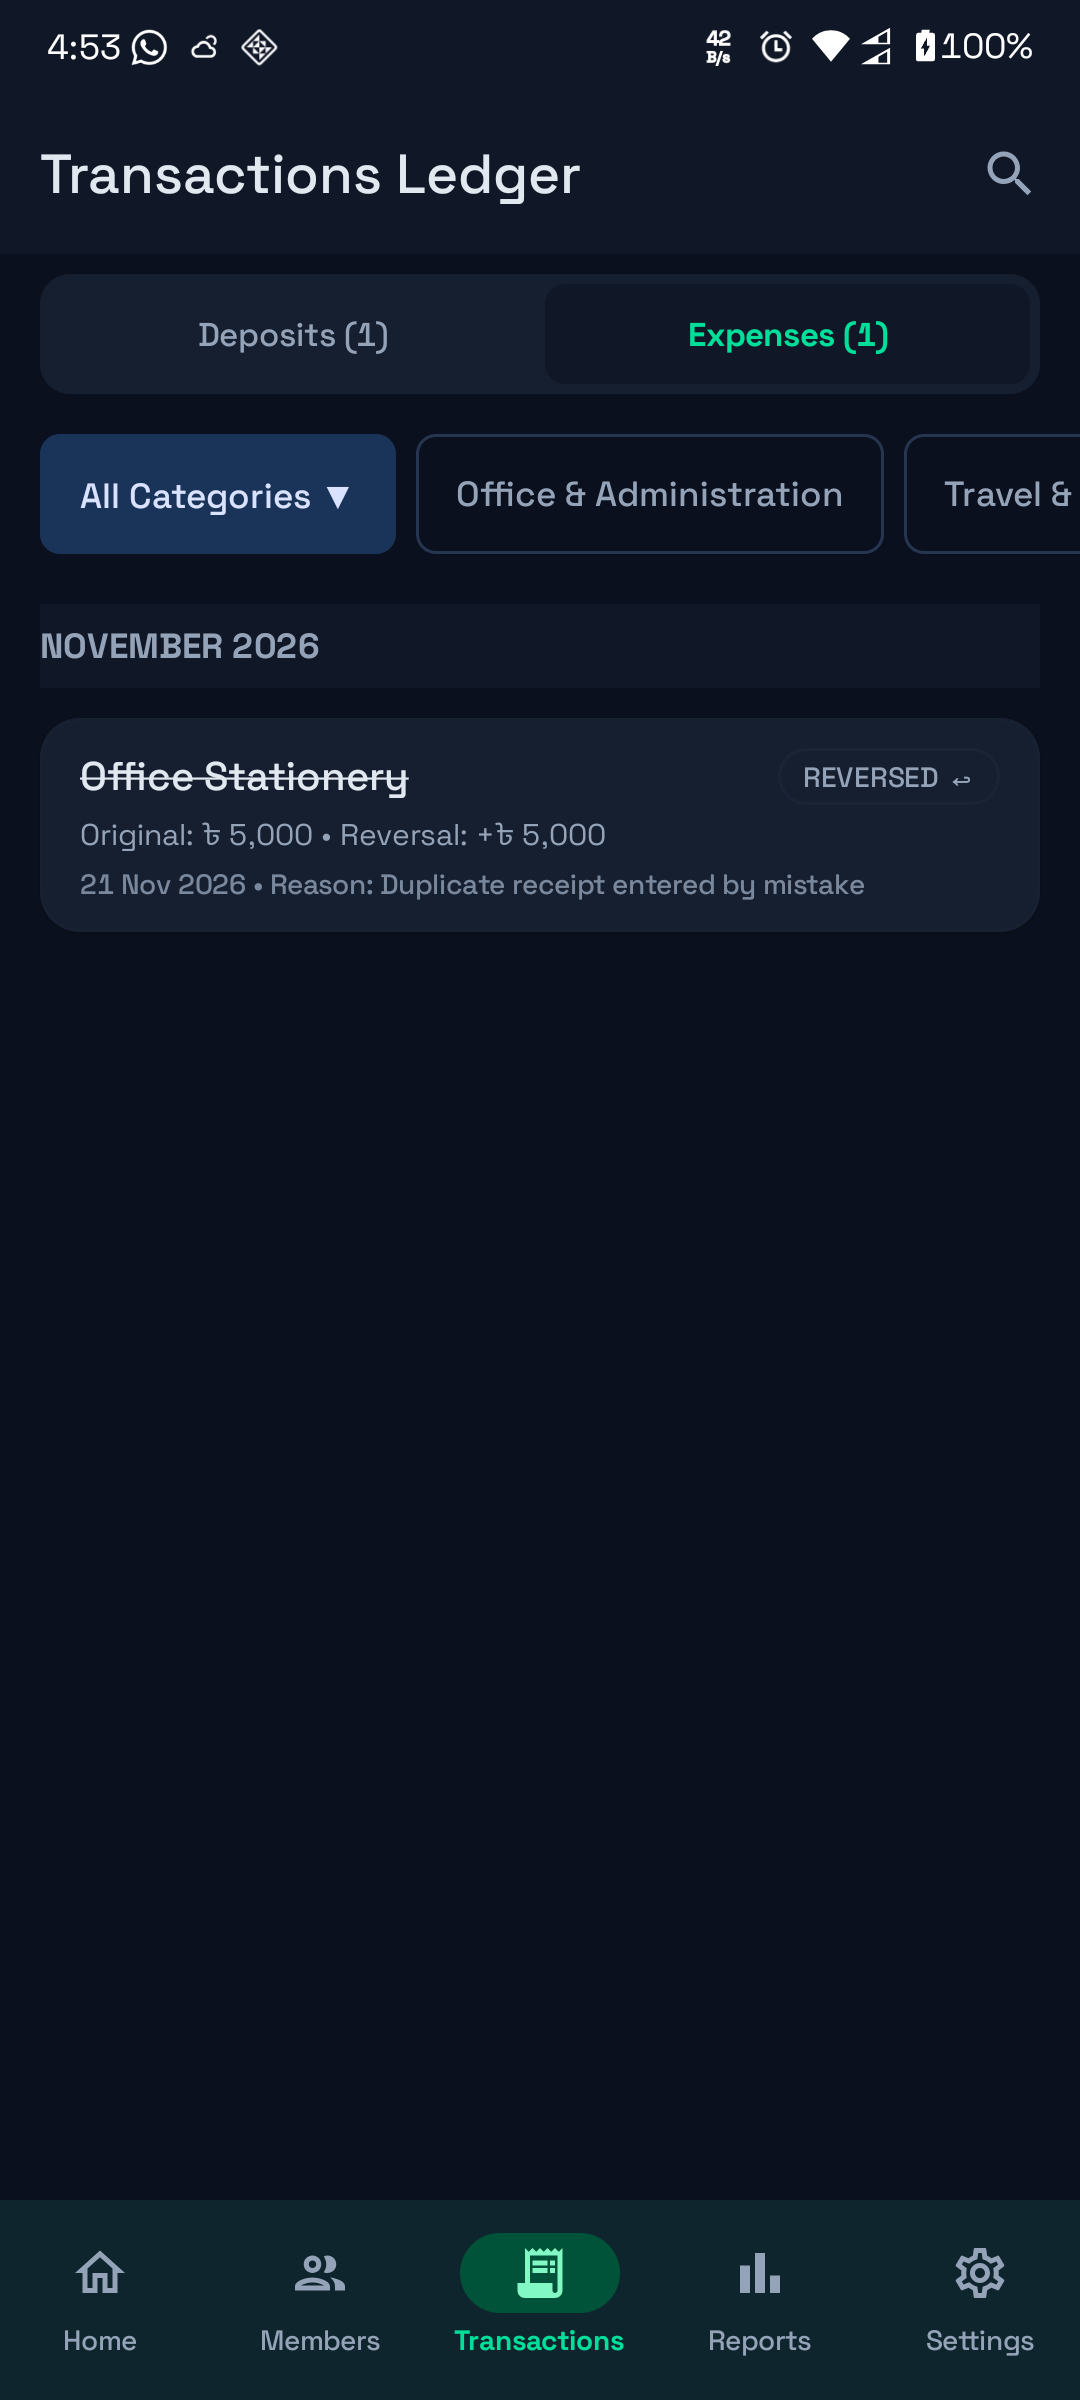 4:53
42
B/s
100%
Transactions Ledger
Deposits (1)
Expenses (1)
All Categories ▼
Office & Administration
Travel &
NOVEMBER 2026
Office Stationery
REVERSED ↩
Original: ৳ 5,000 • Reversal: +৳ 5,000
21 Nov 2026 • Reason: Duplicate receipt entered by mistake
Home
Members
Transactions
Reports
Settings